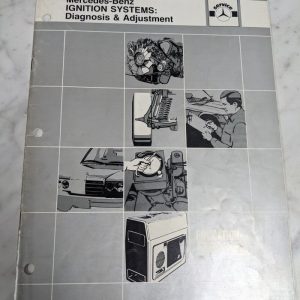 Mercedes-Benz
IGNITION SYSTEMS:
Diagnosis & Adjustment
service